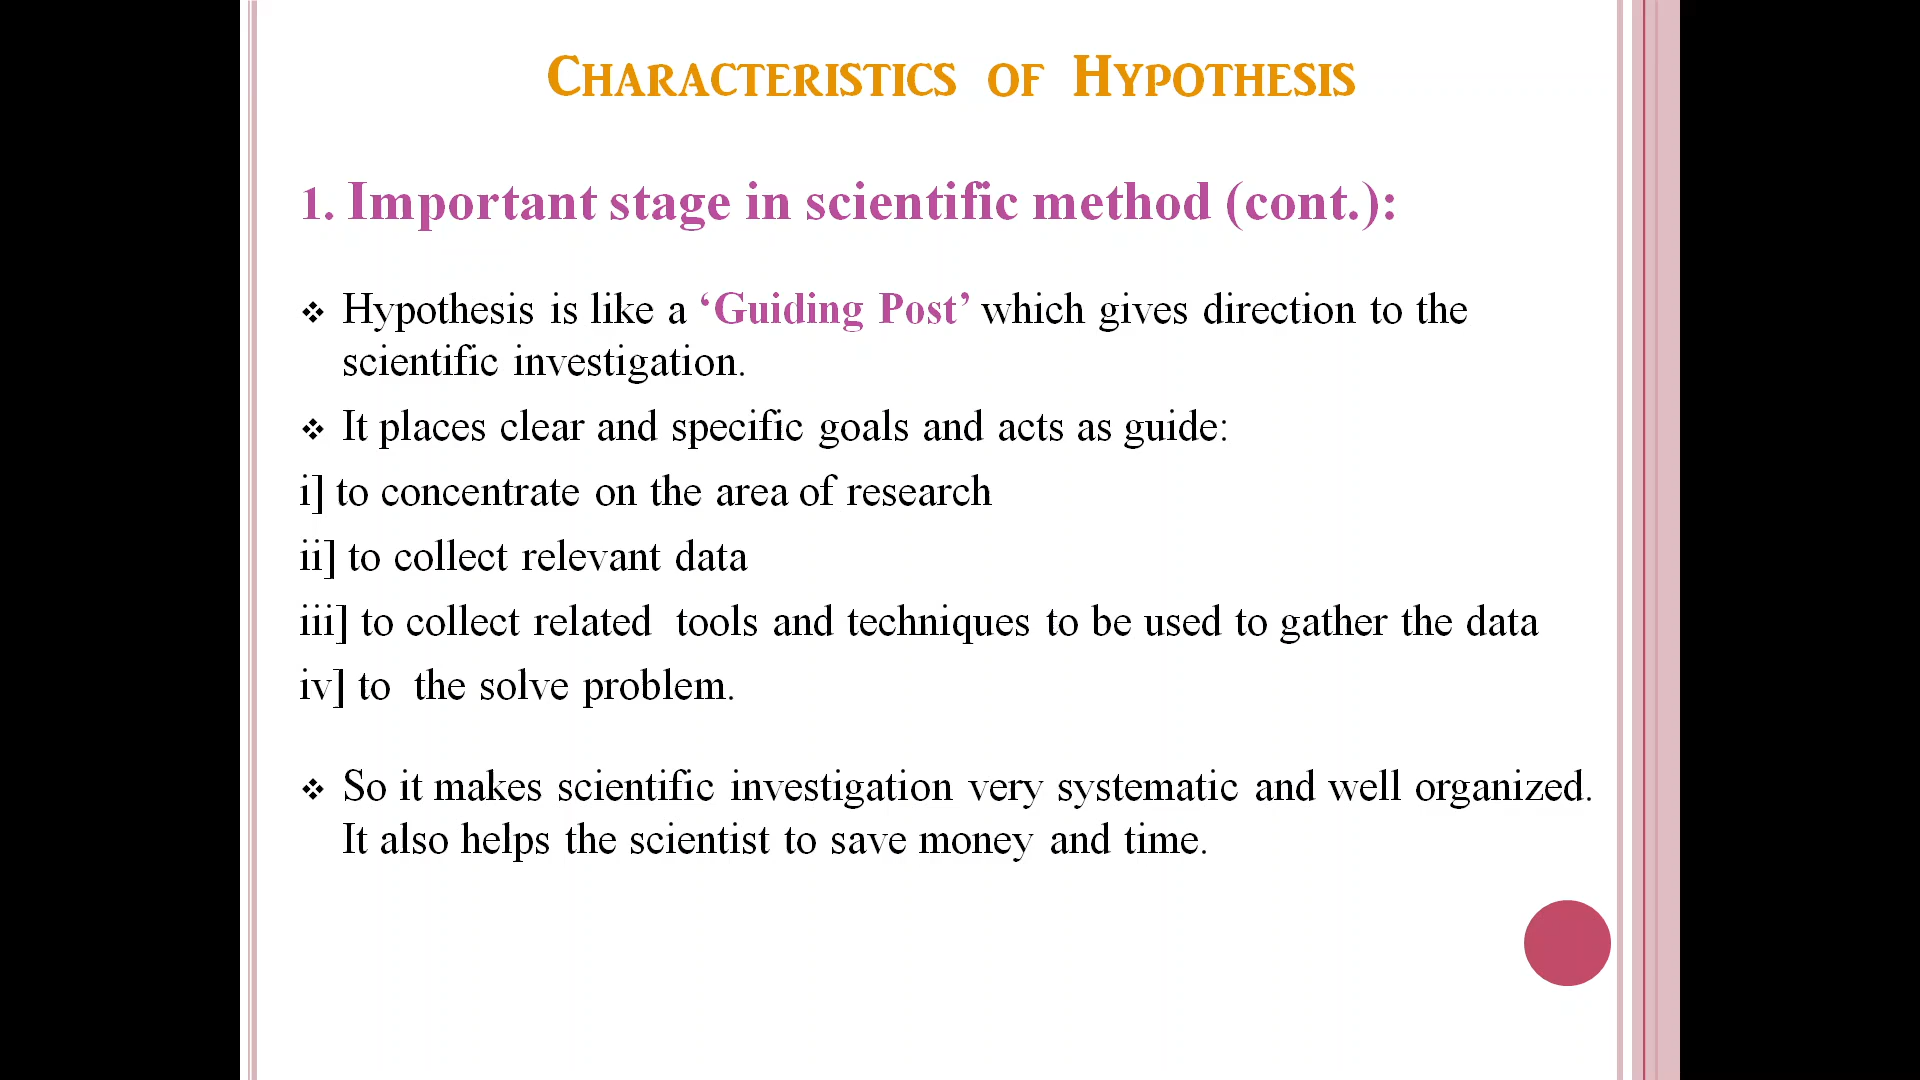 Characteristics of Hypothesis
1. Important stage in scientific method (cont.):
❖ Hypothesis is like a ‘Guiding Post’ which gives direction to the
scientific investigation.
❖ It places clear and specific goals and acts as guide:
i] to concentrate on the area of research
ii] to collect relevant data
iii] to collect related tools and techniques to be used to gather the data
iv] to the solve problem.
❖ So it makes scientific investigation very systematic and well organized.
It also helps the scientist to save money and time.